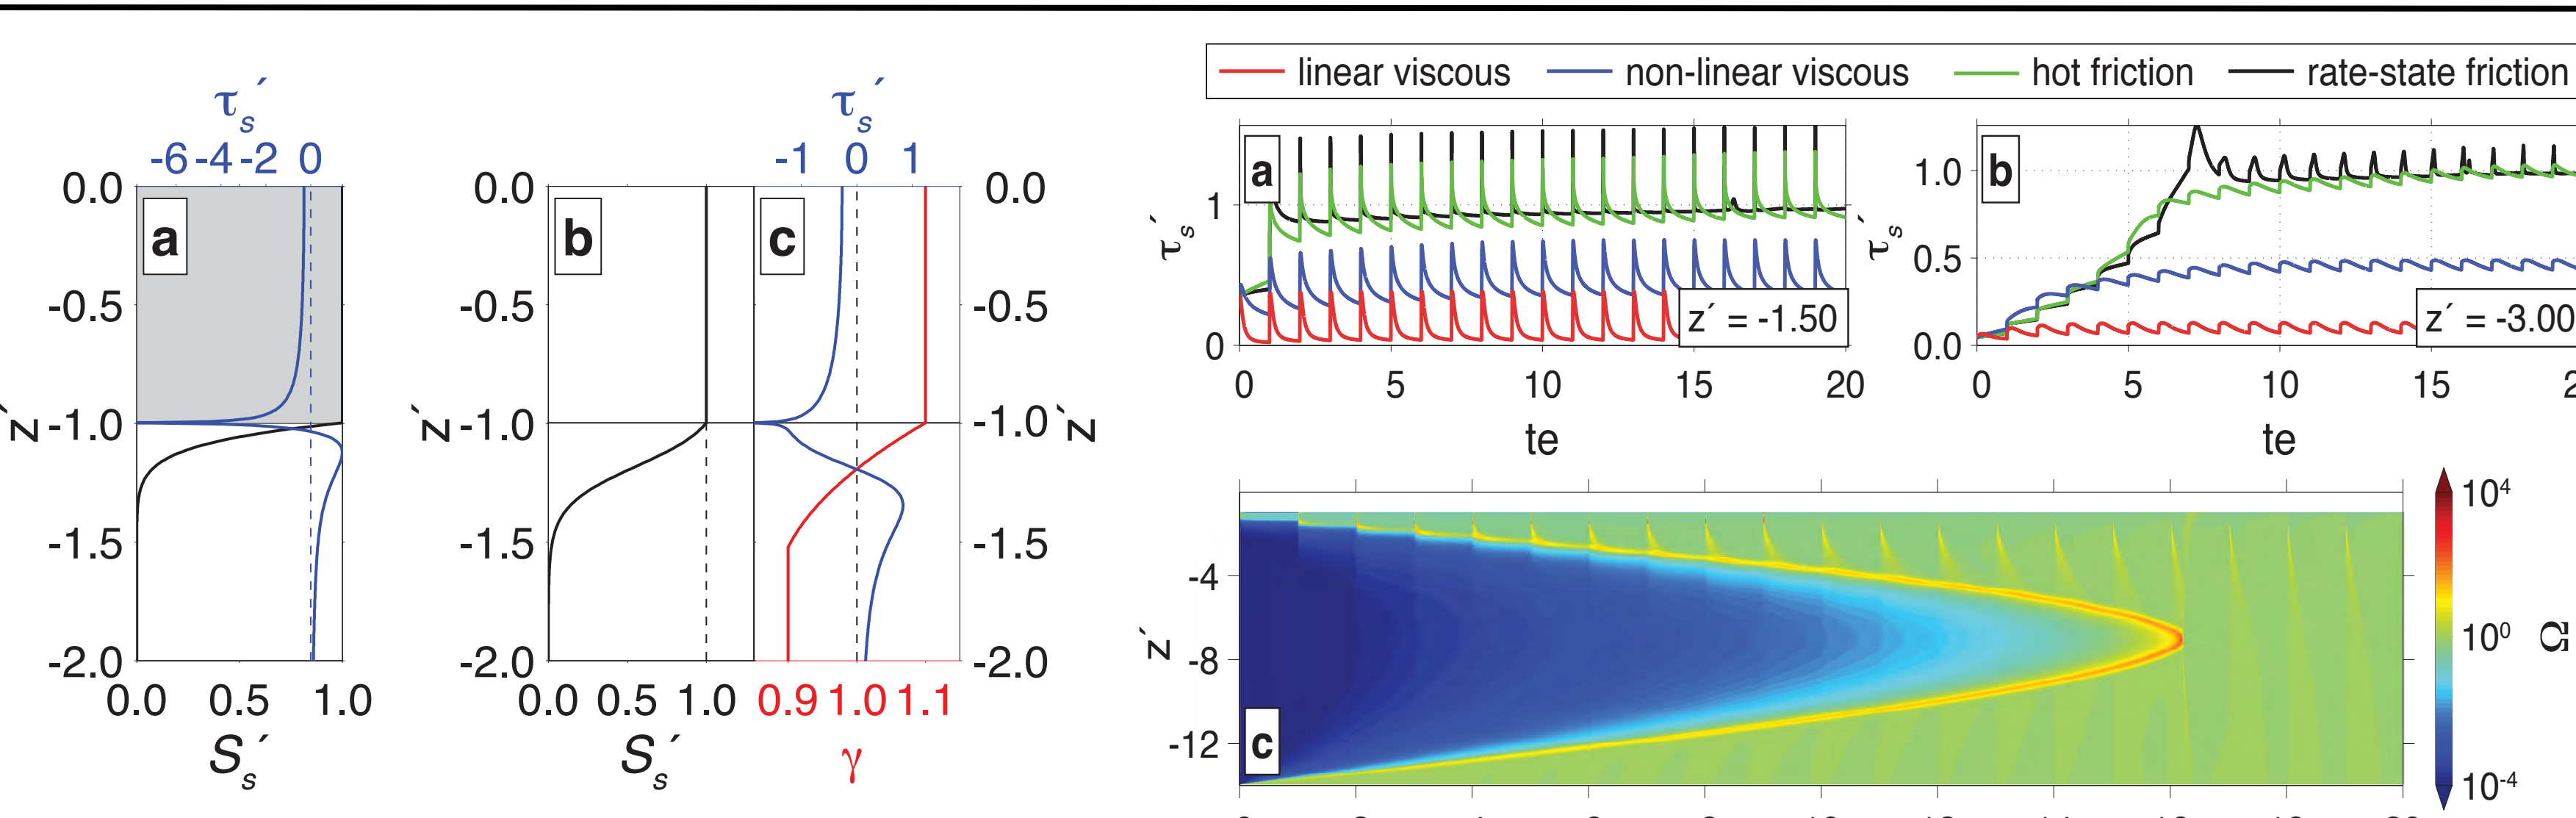 τs´
-6 -4 -2 0
a
0.0
-0.5
-1.0
-1.5
-2.0
z´
0.0 0.5 1.0
Ss´
b
0.0
-0.5
-1.0
-1.5
-2.0
z´
0.0 0.5 1.0
Ss´
τs´
-1 0 1
c
0.0
-0.5
-1.0
-1.5
-2.0
z´
0.9 1.0 1.1
γ
linear viscous non-linear viscous hot friction rate-state friction
a
τs´
1
0
z´ = -1.50
0 5 10 15 20
te
b
τs´
1.0
0.5
0.0
z´ = -3.00
0 5 10 15
te
c
z´
-4
-8
-12
10⁴
10⁰
10⁻⁴
Ω